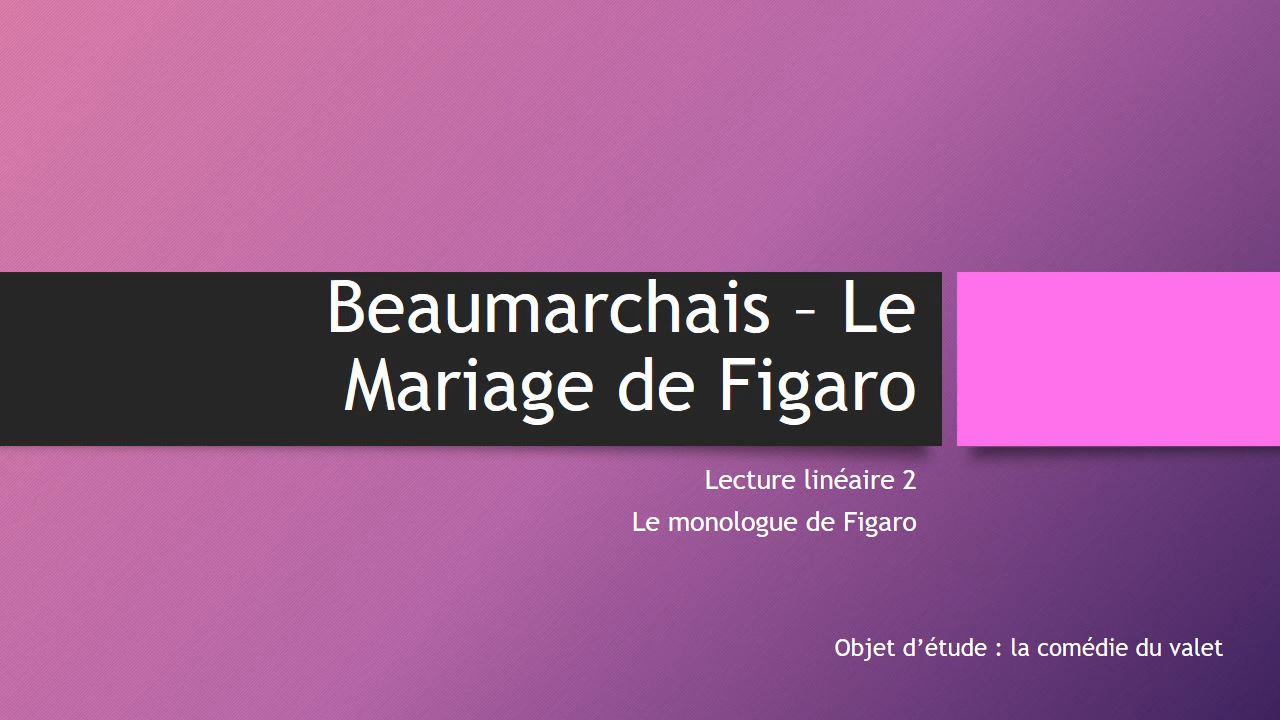 Beaumarchais – Le
Mariage de Figaro
Lecture linéaire 2
Le monologue de Figaro
Objet d’étude : la comédie du valet